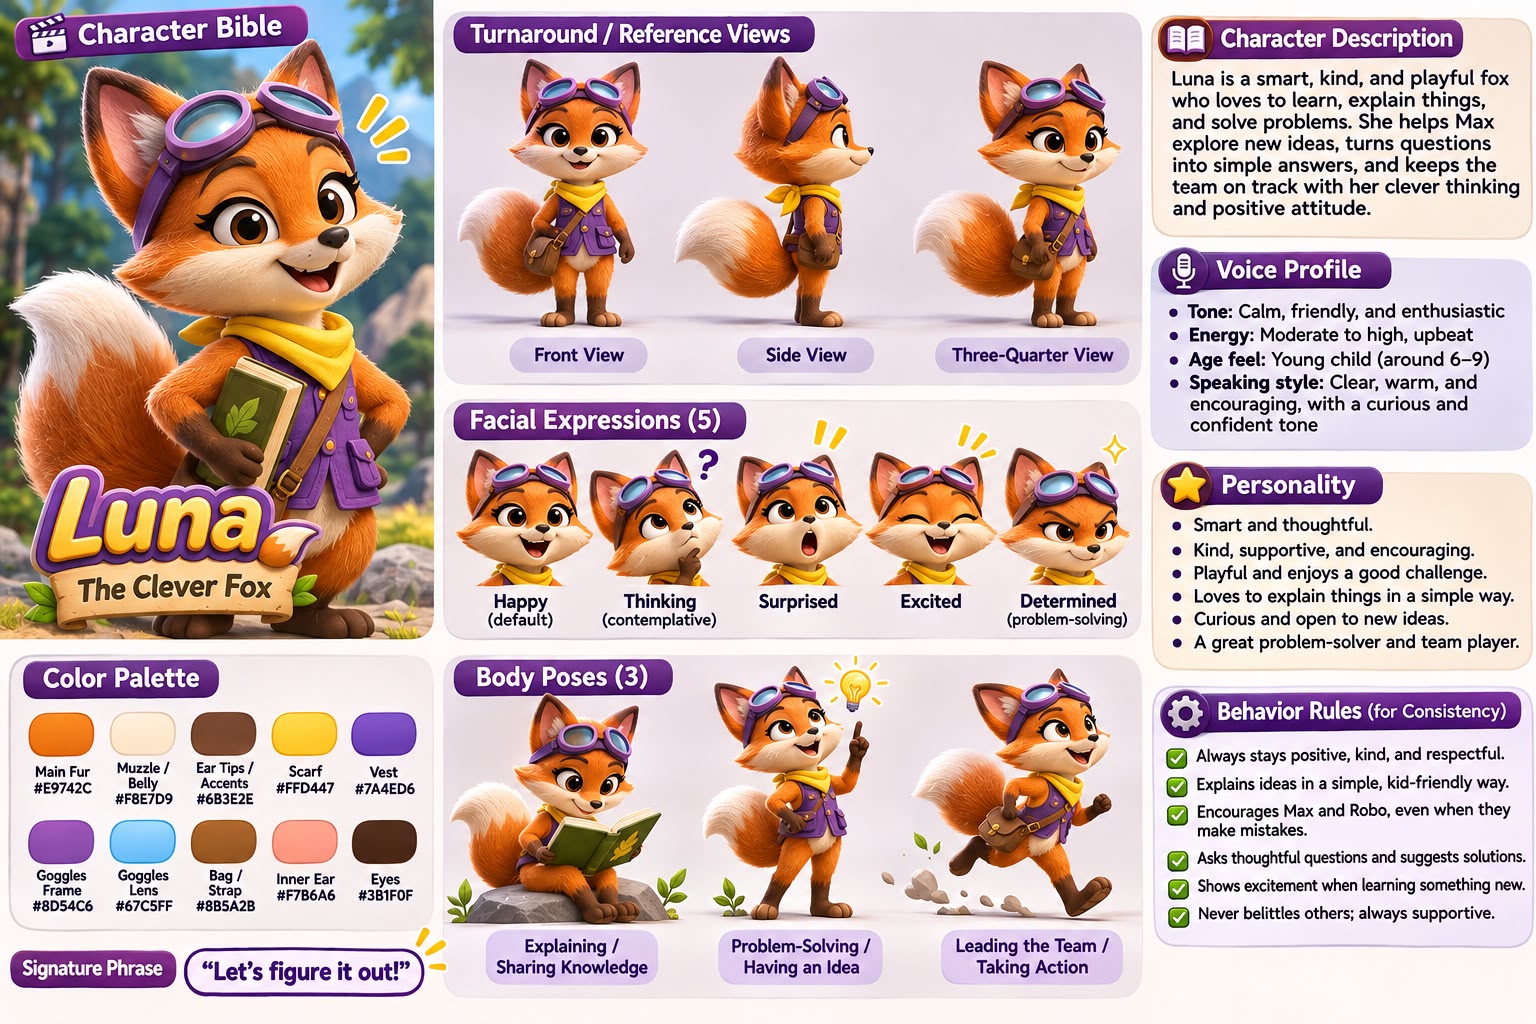 Character Bible
Luna
The Clever Fox
Color Palette
Main Fur
#E9742C
Muzzle /
Belly
#F8E7D9
Ear Tips /
Accents
#6B3E2E
Scarf
#FFD447
Vest
#7A4ED6
Goggles
Frame
#8D54C6
Goggles
Lens
#67C5FF
Bag /
Strap
#8B5A2B
Inner Ear
#F7B6A6
Eyes
#3B1F0F
Signature Phrase
“Let’s figure it out!”
Turnaround / Reference Views
Front View
Side View
Three-Quarter View
Facial Expressions (5)
?
Happy
(default)
Thinking
(contemplative)
Surprised
Excited
Determined
(problem-solving)
Body Poses (3)
Explaining /
Sharing Knowledge
Problem-Solving /
Having an Idea
Leading the Team /
Taking Action
Character Description
Luna is a smart, kind, and playful fox
who loves to learn, explain things,
and solve problems. She helps Max
explore new ideas, turns questions
into simple answers, and keeps the
team on track with her clever thinking
and positive attitude.
Voice Profile
• Tone: Calm, friendly, and enthusiastic
• Energy: Moderate to high, upbeat
• Age feel: Young child (around 6–9)
• Speaking style: Clear, warm, and
encouraging, with a curious and
confident tone
Personality
• Smart and thoughtful.
• Kind, supportive, and encouraging.
• Playful and enjoys a good challenge.
• Loves to explain things in a simple way.
• Curious and open to new ideas.
• A great problem-solver and team player.
Behavior Rules (for Consistency)
Always stays positive, kind, and respectful.
Explains ideas in a simple, kid-friendly way.
Encourages Max and Robo, even when they
make mistakes.
Asks thoughtful questions and suggests solutions.
Shows excitement when learning something new.
Never belittles others; always supportive.